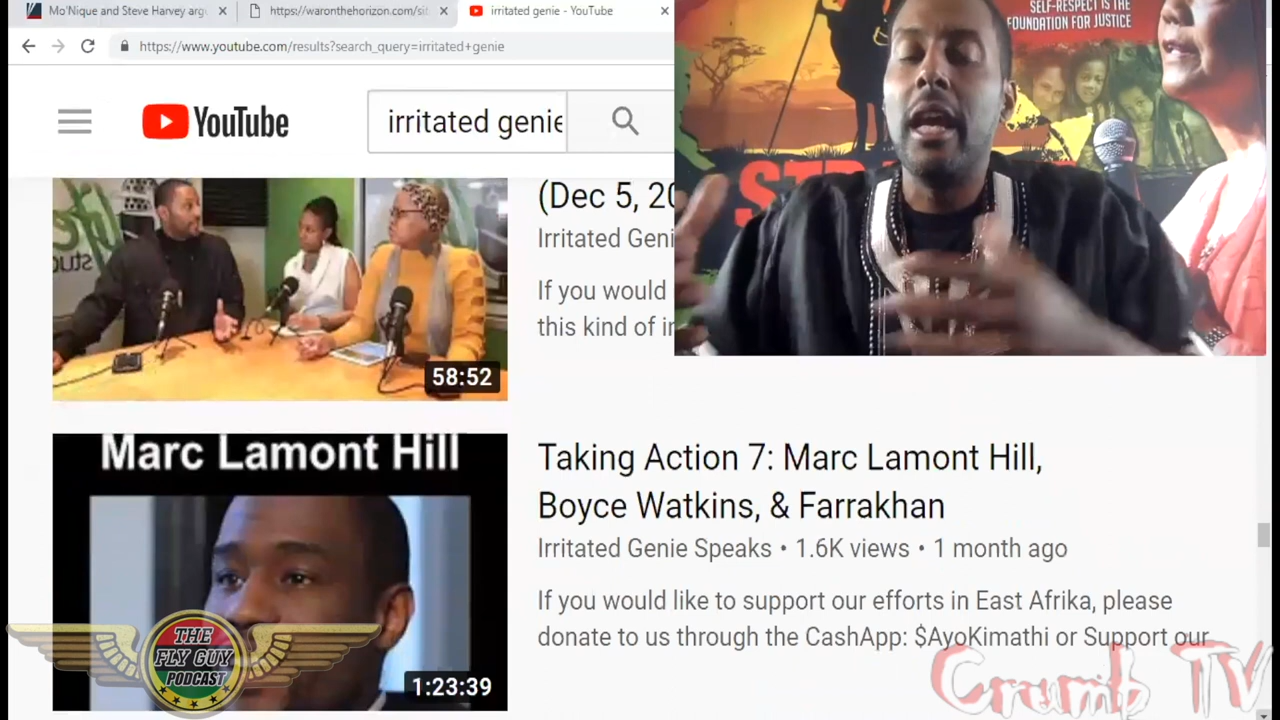 Mo'Nique and Steve Harvey arg
https://waronthehorizon.com/sit
irritated genie - YouTube
https://www.youtube.com/results?search_query=irritated+genie
YouTube
irritated genie
SELF-RESPECT IS THE
FOUNDATION FOR JUSTICE
(Dec 5, 20
Irritated Geni
If you would
this kind of in
58:52
Marc Lamont Hill
1:23:39
Taking Action 7: Marc Lamont Hill,
Boyce Watkins, & Farrakhan
Irritated Genie Speaks • 1.6K views • 1 month ago
If you would like to support our efforts in East Afrika, please
donate to us through the CashApp: $AyoKimathi or Support our
THE
FLY GUY
PODCAST
Crumb TV